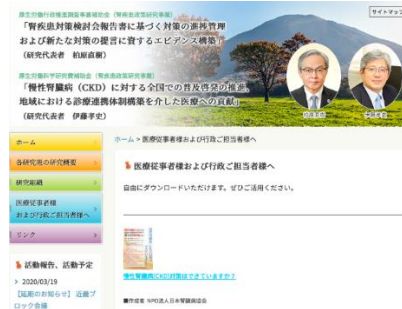 サイトマップ
厚生労働行政推進調査事業費補助金（腎疾患政策研究事業）
「腎疾患対策検討会報告書に基づく対策の進捗管理
および新たな対策の提言に資するエビデンス構築」
（研究代表者　柏原直樹）
厚生労働科学研究費補助金（腎疾患政策研究事業）
「慢性腎臓病（CKD）に対する全国での普及啓発の推進、
地域における診療連携体制構築を介した医療への貢献」
（研究代表者　伊藤孝史）
柏原直樹
伊藤孝史
ホーム
各研究班の研究概要
研究組織
医療従事者様
および行政ご担当者様へ
リンク
活動報告、活動予定
> 2020/03/19
【延期のお知らせ】近畿ブ
ロック会議
ホーム > 医療従事者様および行政ご担当者様へ
医療従事者様および行政ご担当者様へ
自由にダウンロードいただけます。ぜひご活用ください。
慢性腎臓病(CKD)対策はできていますか？
■作成者 NPO法人日本腎臓病協会